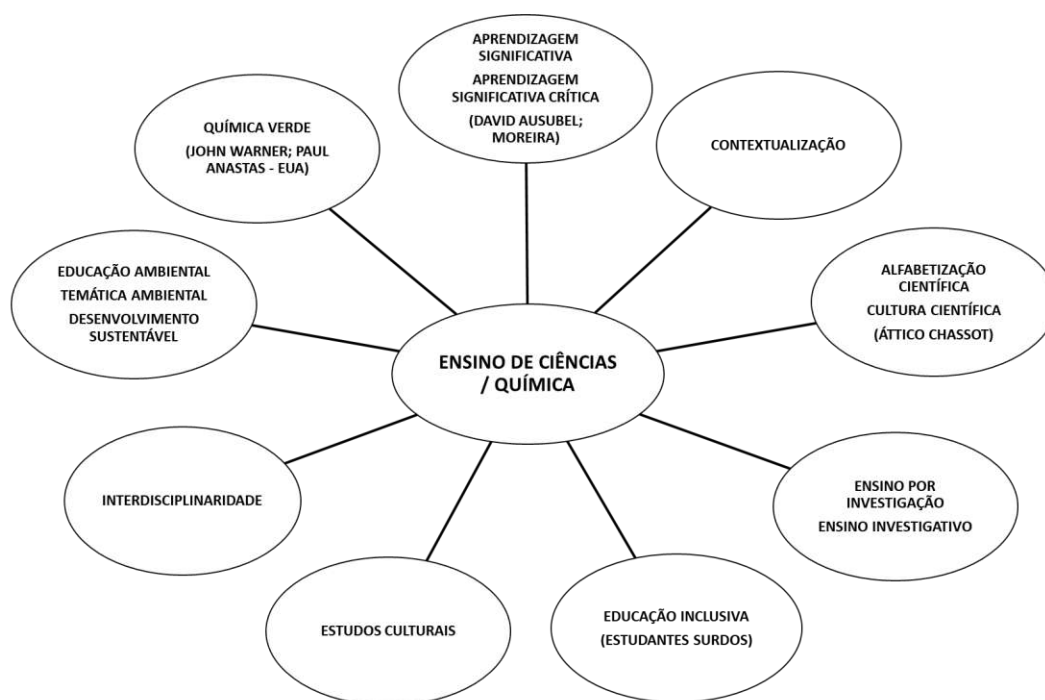 APRENDIZAGEM
SIGNIFICATIVA
APRENDIZAGEM
SIGNIFICATIVA CRÍTICA
(DAVID AUSUBEL;
MOREIRA)
QUÍMICA VERDE
(JOHN WARNER; PAUL
ANASTAS - EUA)
CONTEXTUALIZAÇÃO
EDUCAÇÃO AMBIENTAL
TEMÁTICA AMBIENTAL
DESENVOLVIMENTO
SUSTENTÁVEL
ALFABETIZAÇÃO
CIENTÍFICA
CULTURA CIENTÍFICA
(ÁTTICO CHASSOT)
ENSINO DE CIÊNCIAS
/ QUÍMICA
INTERDISCIPLINARIDADE
ENSINO POR
INVESTIGAÇÃO
ENSINO INVESTIGATIVO
ESTUDOS CULTURAIS
EDUCAÇÃO INCLUSIVA
(ESTUDANTES SURDOS)